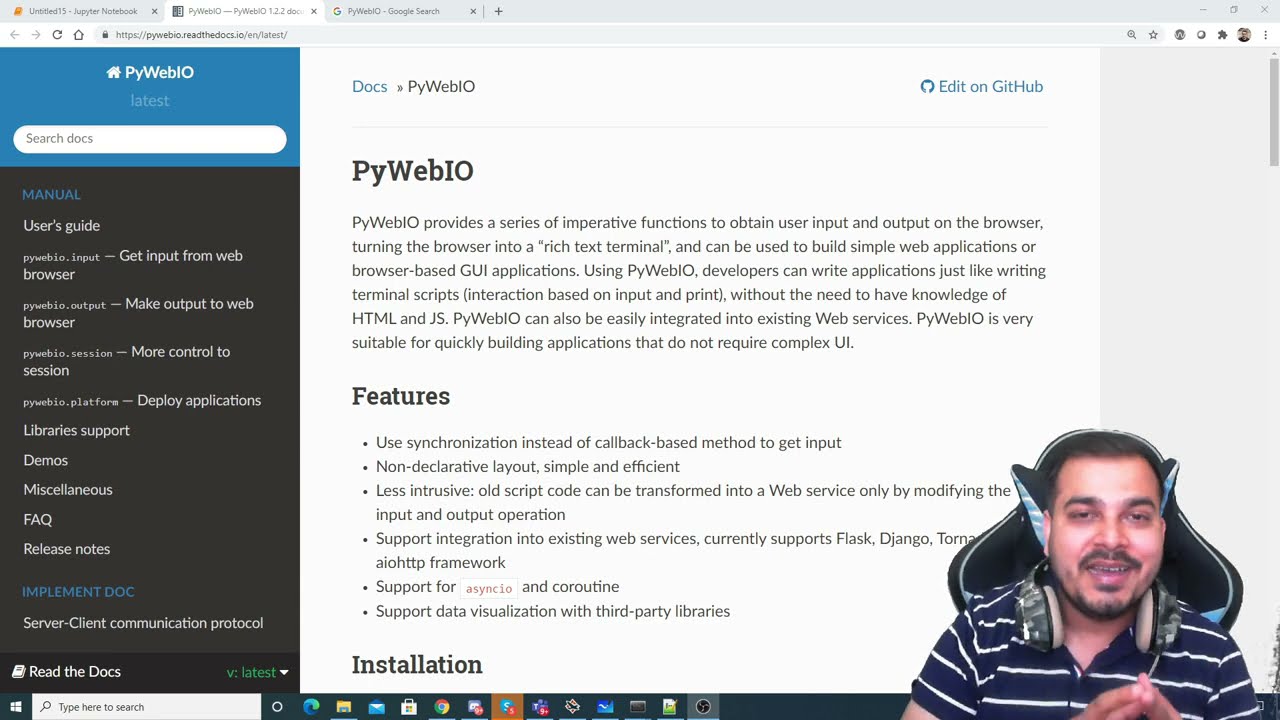 Untitled15 - Jupyter Notebook
PyWebIO — PyWebIO 1.2.2 docu
PyWebIO - Google Search
https://pywebio.readthedocs.io/en/latest/
PyWebIO
latest
Search docs
MANUAL
User's guide
pywebio.input — Get input from web
browser
pywebio.output — Make output to web
browser
pywebio.session — More control to
session
pywebio.platform — Deploy applications
Libraries support
Demos
Miscellaneous
FAQ
Release notes
IMPLEMENT DOC
Server-Client communication protocol
Read the Docs
v: latest
Docs » PyWebIO
Edit on GitHub
PyWebIO
PyWebIO provides a series of imperative functions to obtain user input and output on the browser,
turning the browser into a “rich text terminal”, and can be used to build simple web applications or
browser-based GUI applications. Using PyWebIO, developers can write applications just like writing
terminal scripts (interaction based on input and print), without the need to have knowledge of
HTML and JS. PyWebIO can also be easily integrated into existing Web services. PyWebIO is very
suitable for quickly building applications that do not require complex UI.
Features
• Use synchronization instead of callback-based method to get input
• Non-declarative layout, simple and efficient
• Less intrusive: old script code can be transformed into a Web service only by modifying the
input and output operation
• Support integration into existing web services, currently supports Flask, Django, Torna
aiohttp framework
• Support for asyncio and coroutine
• Support data visualization with third-party libraries
Installation
Type here to search